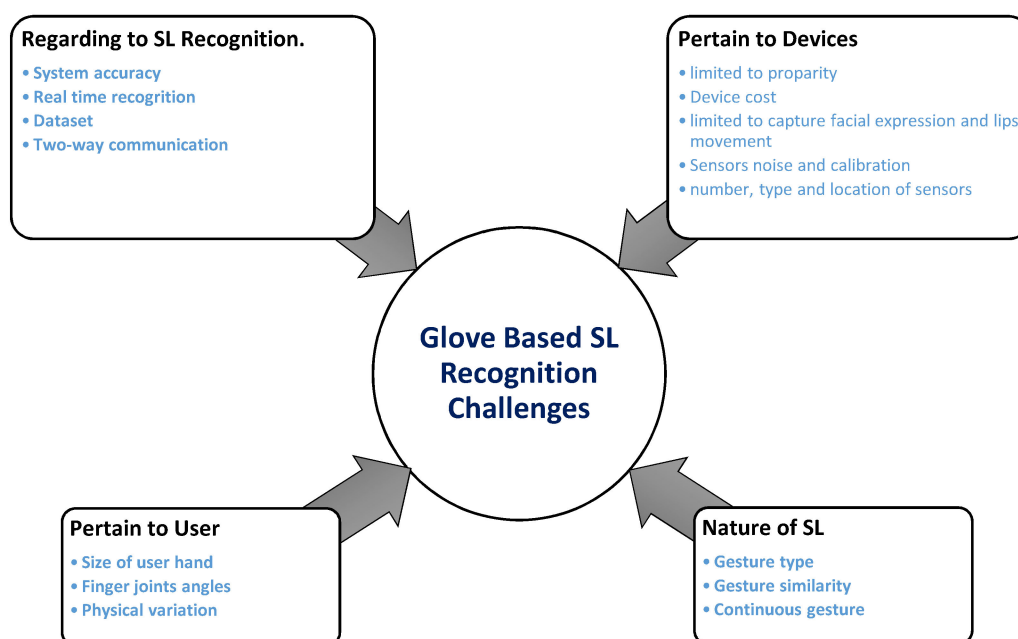 Regarding to SL Recognition.
• System accuracy
• Real time recogrition
• Dataset
• Two-way communication
Pertain to Devices
• limited to proparity
• Device cost
• limited to capture facial expression and lips
movement
• Sensors noise and calibration
• number, type and location of sensors
Glove Based SL
Recognition
Challenges
Pertain to User
• Size of user hand
• Finger joints angles
• Physical variation
Nature of SL
• Gesture type
• Gesture similarity
• Continuous gesture